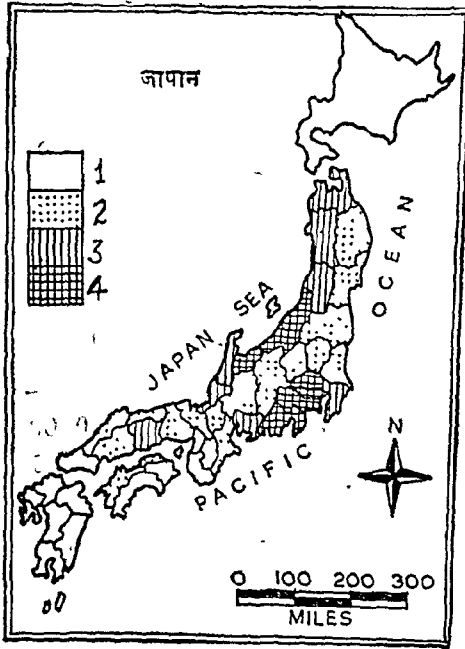 जापान
1
2
3
4
JAPAN SEA
PACIFIC OCEAN
N
0 100 200 300
MILES